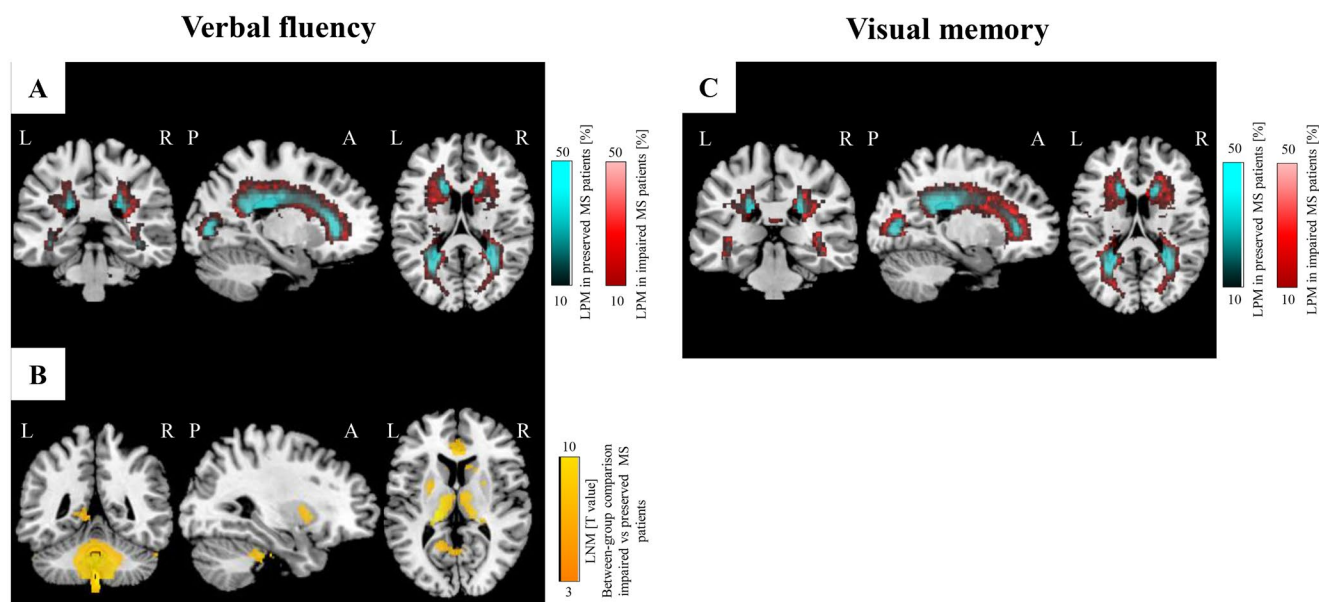 Verbal fluency
Visual memory
A
L
R
P
A
L
R
50
10
LPM in preserved MS patients [%]
50
10
LPM in impaired MS patients [%]
C
L
R
P
A
L
R
50
10
LPM in preserved MS patients [%]
50
10
LPM in impaired MS patients [%]
B
L
R
P
A
L
R
10
3
LNM [T value]
Between-group comparison
impaired vs preserved MS
patients